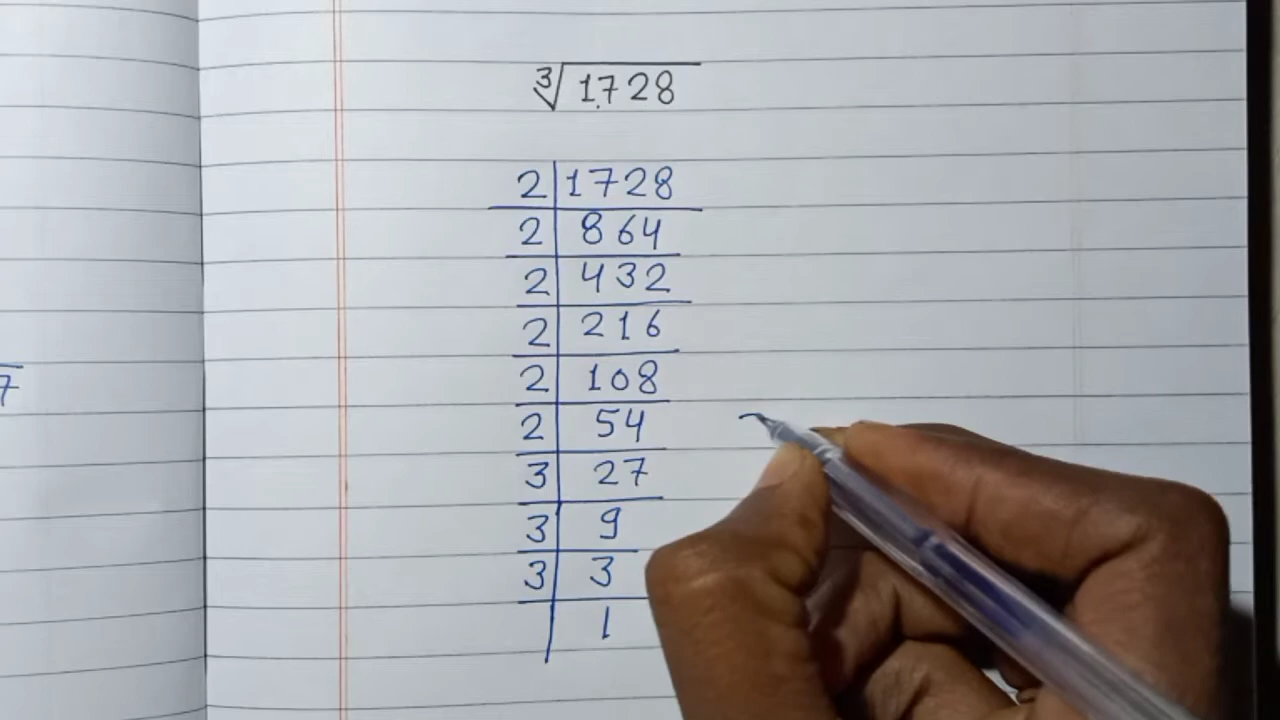 7
∛1728
2 | 1728
2 | 864
2 | 432
2 | 216
2 | 108
2 | 54
3 | 27
3 | 9
3 | 3
1